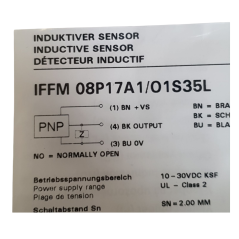 INDUKTIVER SENSOR
INDUCTIVE SENSOR
DÉTECTEUR INDUCTIF
IFFM 08P17A1/O1S35L
(1) BN +VS BN = BRA
PNP (4) BK OUTPUT BK = SCH
Z
(3) BU 0V BU = BLA
NO = NORMALLY OPEN
Betriebsspannungsbereich 10-30VDC KSF
Power supply range UL - Class 2
Plage de tension
Schaltabstand Sn SN = 2.00 MM